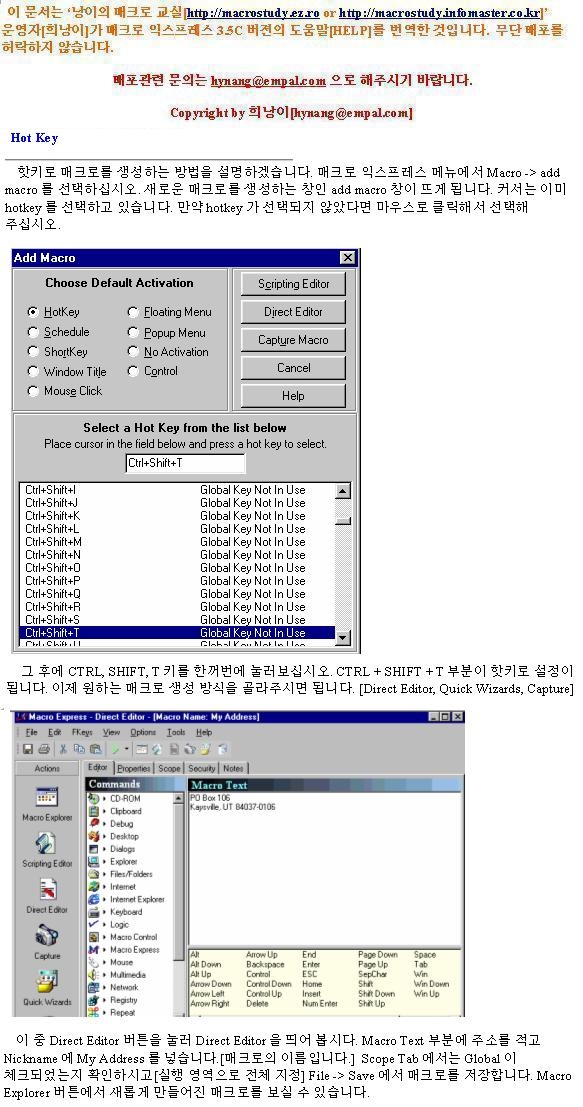 이 문서는 '낭이의 매크로 교실[http://macrostudy.ez.ro or http://macrostudy.infomaster.co.kr]'
운영자[희낭이]가 매크로 익스프레스 3.5C 버젼의 도움말[HELP]를 번역한 것입니다. 무단 배포를
허락하지 않습니다.
배포관련 문의는 hynang@empal.com 으로 해주시기 바랍니다.
Copyright by 희낭이[hynang@empal.com]
Hot Key
핫키로 매크로를 생성하는 방법을 설명하겠습니다. 매크로 익스프레스 메뉴에서 Macro -> add
macro 를 선택하십시오. 새로운 매크로를 생성하는 창인 add macro 창이 뜨게 됩니다. 커서는 이미
hotkey 를 선택하고 있습니다. 만약 hotkey 가 선택되지 않았다면 마우스로 클릭해서 선택해
주십시오.
Add Macro
Choose Default Activation
HotKey
Schedule
ShortKey
Window Title
Mouse Click
Floating Menu
Popup Menu
No Activation
Control
Scripting Editor
Direct Editor
Capture Macro
Cancel
Help
Select a Hot Key from the list below
Place cursor in the field below and press a hot key to select.
Ctrl+Shift+T
Ctrl+Shift+I Global Key Not In Use
Ctrl+Shift+J Global Key Not In Use
Ctrl+Shift+K Global Key Not In Use
Ctrl+Shift+L Global Key Not In Use
Ctrl+Shift+M Global Key Not In Use
Ctrl+Shift+N Global Key Not In Use
Ctrl+Shift+O Global Key Not In Use
Ctrl+Shift+P Global Key Not In Use
Ctrl+Shift+Q Global Key Not In Use
Ctrl+Shift+R Global Key Not In Use
Ctrl+Shift+S Global Key Not In Use
Ctrl+Shift+T Global Key Not In Use
Ctrl+Shift+U Global Key Not In Use
그 후에 CTRL, SHIFT, T 키를 한꺼번에 눌러보십시오. CTRL + SHIFT + T 부분이 핫키로 설정이
됩니다. 이제 원하는 매크로 생성 방식을 골라주시면 됩니다. [Direct Editor, Quick Wizards, Capture]
Macro Express - Direct Editor - [Macro Name: My Address]
File Edit FKeys View Options Tools Help
Actions
Macro Explorer
Scripting Editor
Direct Editor
Capture
Quick Wizards
Editor Properties Scope Security Notes
Commands
CD-ROM
Clipboard
Debug
Desktop
Dialogs
Explorer
Files/Folders
Internet
Internet Explorer
Keyboard
Logic
Macro Control
Macro Express
Mouse
Multimedia
Network
Registry
Repeat
Macro Text
PO Box 106
Kaysville, UT 84037-0106
Alt Arrow Up End Page Down Space
Alt Down Backspace Enter Page Up Tab
Alt Up Control ESC SepChar Win
Arrow Down Control Down Home Shift Win Down
Arrow Left Control Up Insert Shift Down Win Up
Arrow Right Delete Num Enter Shift Up
이 중 Direct Editor 버튼을 눌러 Direct Editor 을 띄어 봅시다. Macro Text 부분에 주소를 적고
Nickname 에 My Address 를 넣습니다.[매크로의 이름입니다.] Scope Tab 에서는 Global 이
체크되었는지 확인하시고[실행 영역으로 전체 지정] File -> Save 에서 매크로를 저장합니다. Macro
Explorer 버튼에서 새롭게 만들어진 매크로를 보실 수 있습니다.